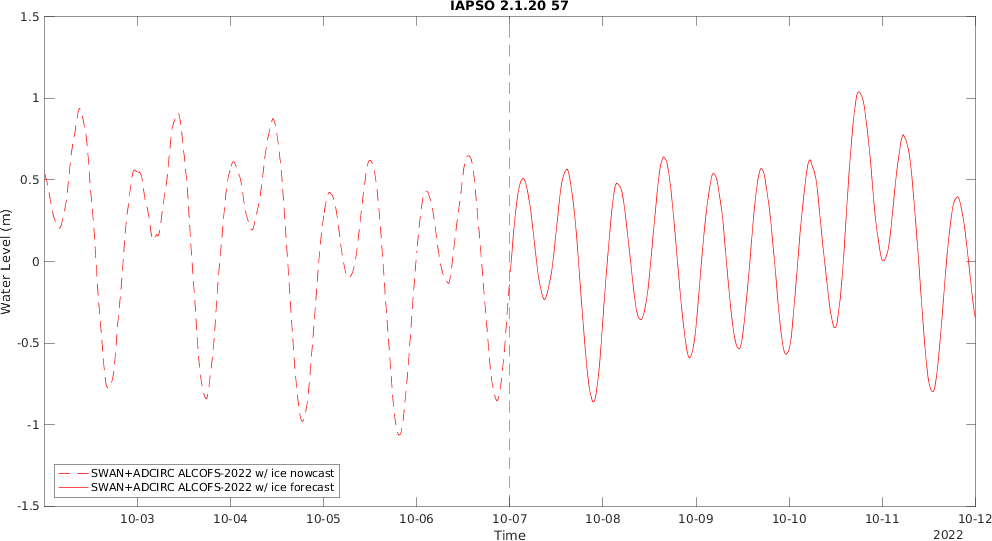 IAPSO 2.1.20 57
1.5
1
0.5
0
-0.5
-1
-1.5
Water Level (m)
SWAN+ADCIRC ALCOFS-2022 w/ ice nowcast
SWAN+ADCIRC ALCOFS-2022 w/ ice forecast
10-03 10-04 10-05 10-06 10-07 10-08 10-09 10-10 10-11 10-12
Time
2022